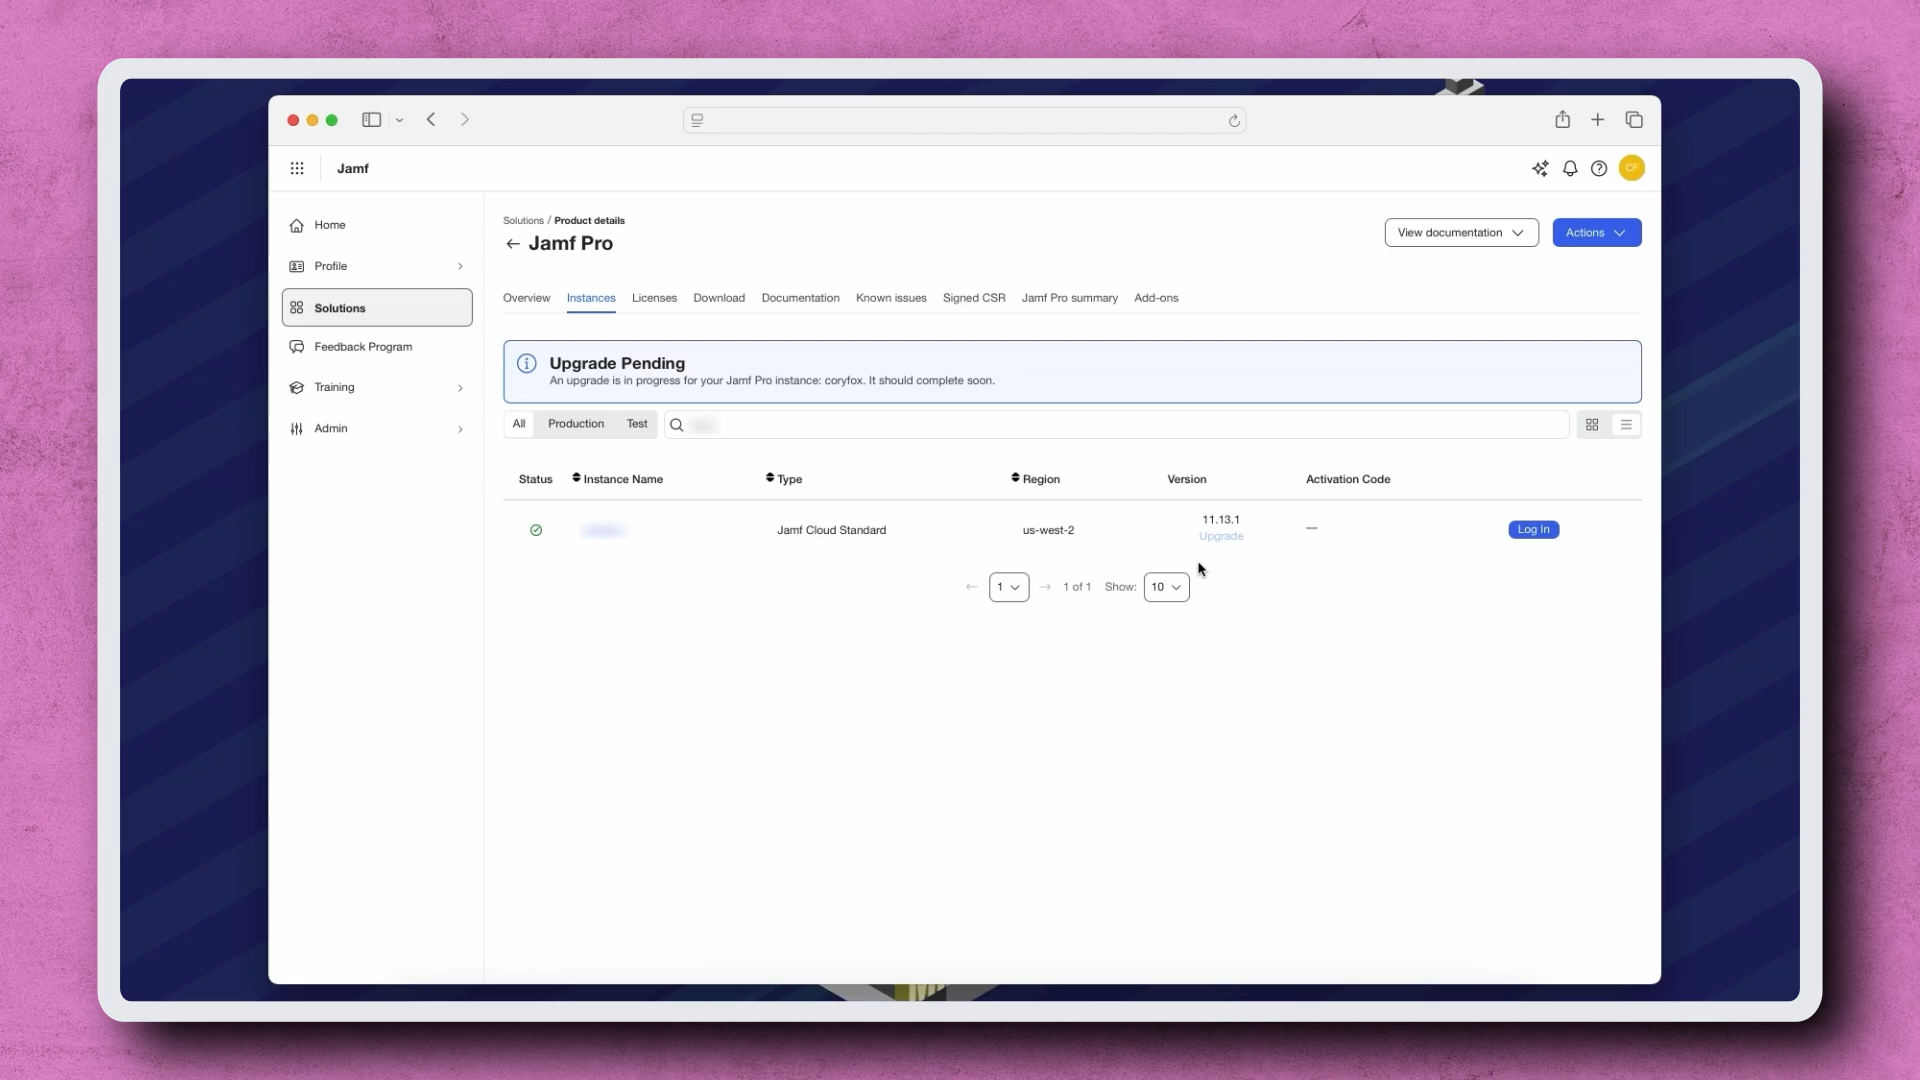 Jamf
CF
Home
Profile
Solutions
Feedback Program
Training
Admin
Solutions / Product details
Jamf Pro
View documentation
Actions
Overview
Instances
Licenses
Download
Documentation
Known issues
Signed CSR
Jamf Pro summary
Add-ons
Upgrade Pending
An upgrade is in progress for your Jamf Pro instance: coryfox. It should complete soon.
All
Production
Test
Status
Instance Name
Type
Region
Version
Activation Code
Jamf Cloud Standard
us-west-2
11.13.1
Upgrade
—
Log In
1
1 of 1
Show:
10